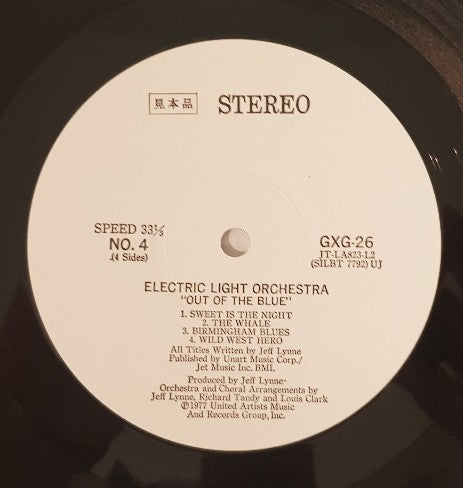 見本品 STEREO
SPEED 33⅓
NO. 4
(4 Sides)
GXG-26
JT-LA823-L2
(SILBT 7792) UJ
ELECTRIC LIGHT ORCHESTRA
"OUT OF THE BLUE"
1. SWEET IS THE NIGHT
2. THE WHALE
3. BIRMINGHAM BLUES
4. WILD WEST HERO
All Titles Written by Jeff Lynne
Published by Unart Music Corp./
Jet Music Inc. BMI.
Produced by Jeff Lynne-
Orchestra and Choral Arrangements by
Jeff Lynne, Richard Tandy and Louis Clark
℗1977 United Artists Music
And Records Group, Inc.